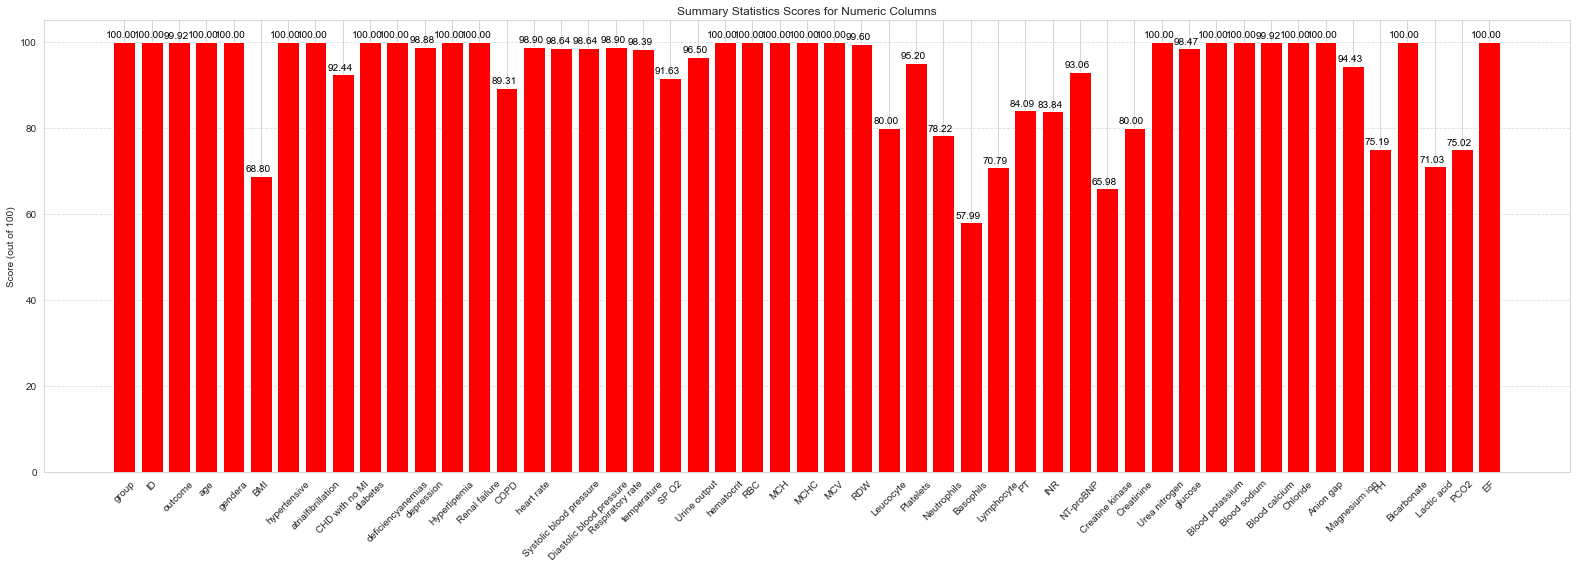 Summary Statistics Scores for Numeric Columns
Score (out of 100)
100
80
60
40
20
0
100.00
100.00
99.92
100.00
100.00
68.80
100.00
100.00
92.44
100.00
100.00
98.88
100.00
100.00
89.31
98.90
98.64
98.64
98.90
98.39
91.63
96.50
100.00
100.00
100.00
100.00
100.00
99.60
80.00
95.20
78.22
57.99
70.79
84.09
83.84
93.06
65.98
80.00
100.00
98.47
100.00
100.00
99.92
100.00
100.00
94.43
75.19
100.00
71.03
75.02
100.00
group
ID
outcome
age
gendera
BMI
hypertensive
atrialfibrillation
CHD with no MI
diabetes
deficiencyanemias
depression
Hyperlipemia
Renal failure
COPD
heart rate
Systolic blood pressure
Diastolic blood pressure
Respiratory rate
temperature
SP O2
Urine output
hematocrit
RBC
MCH
MCHC
MCV
RDW
Leucocyte
Platelets
Neutrophils
Basophils
Lymphocyte
PT
INR
NT-proBNP
Creatine kinase
Creatinine
Urea nitrogen
glucose
Blood potassium
Blood sodium
Blood calcium
Chloride
Anion gap
Magnesium ion
PH
Bicarbonate
Lactic acid
PCO2
EF